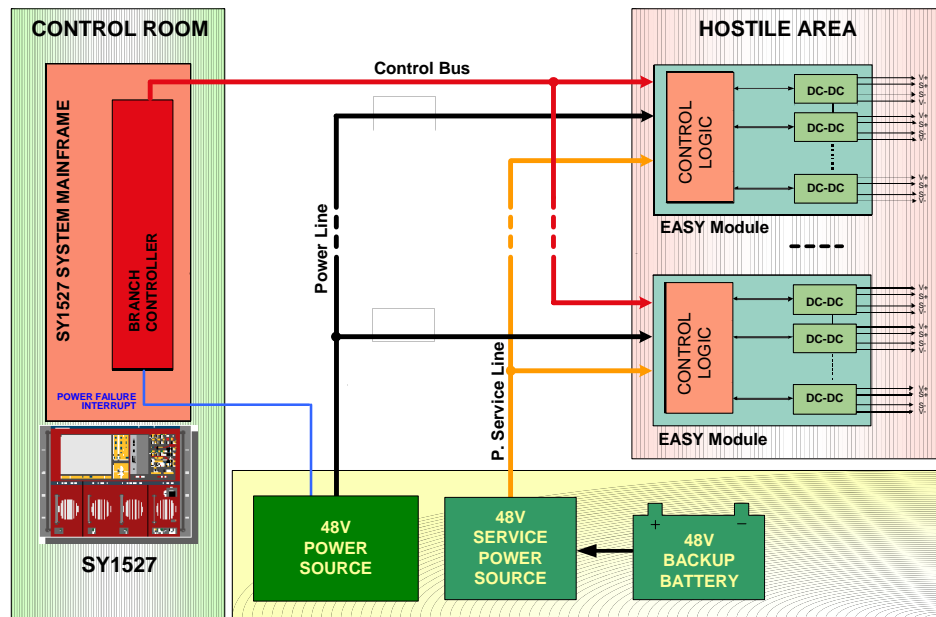 CONTROL ROOM
SY1527 SYSTEM MAINFRAME
BRANCH
CONTROLLER
POWER FAILURE
INTERRUPT
SY1527
Control Bus
Power Line
P. Service Line
HOSTILE AREA
CONTROL
LOGIC
DC-DC
V+
S+
S-
V-
DC-DC
V+
S+
S-
V-
DC-DC
V+
S+
S-
V-
EASY Module
CONTROL
LOGIC
DC-DC
V+
S+
S-
V-
DC-DC
V+
S+
S-
V-
DC-DC
V+
S+
S-
V-
EASY Module
48V
POWER
SOURCE
48V
SERVICE
POWER
SOURCE
+ −
48V
BACKUP
BATTERY